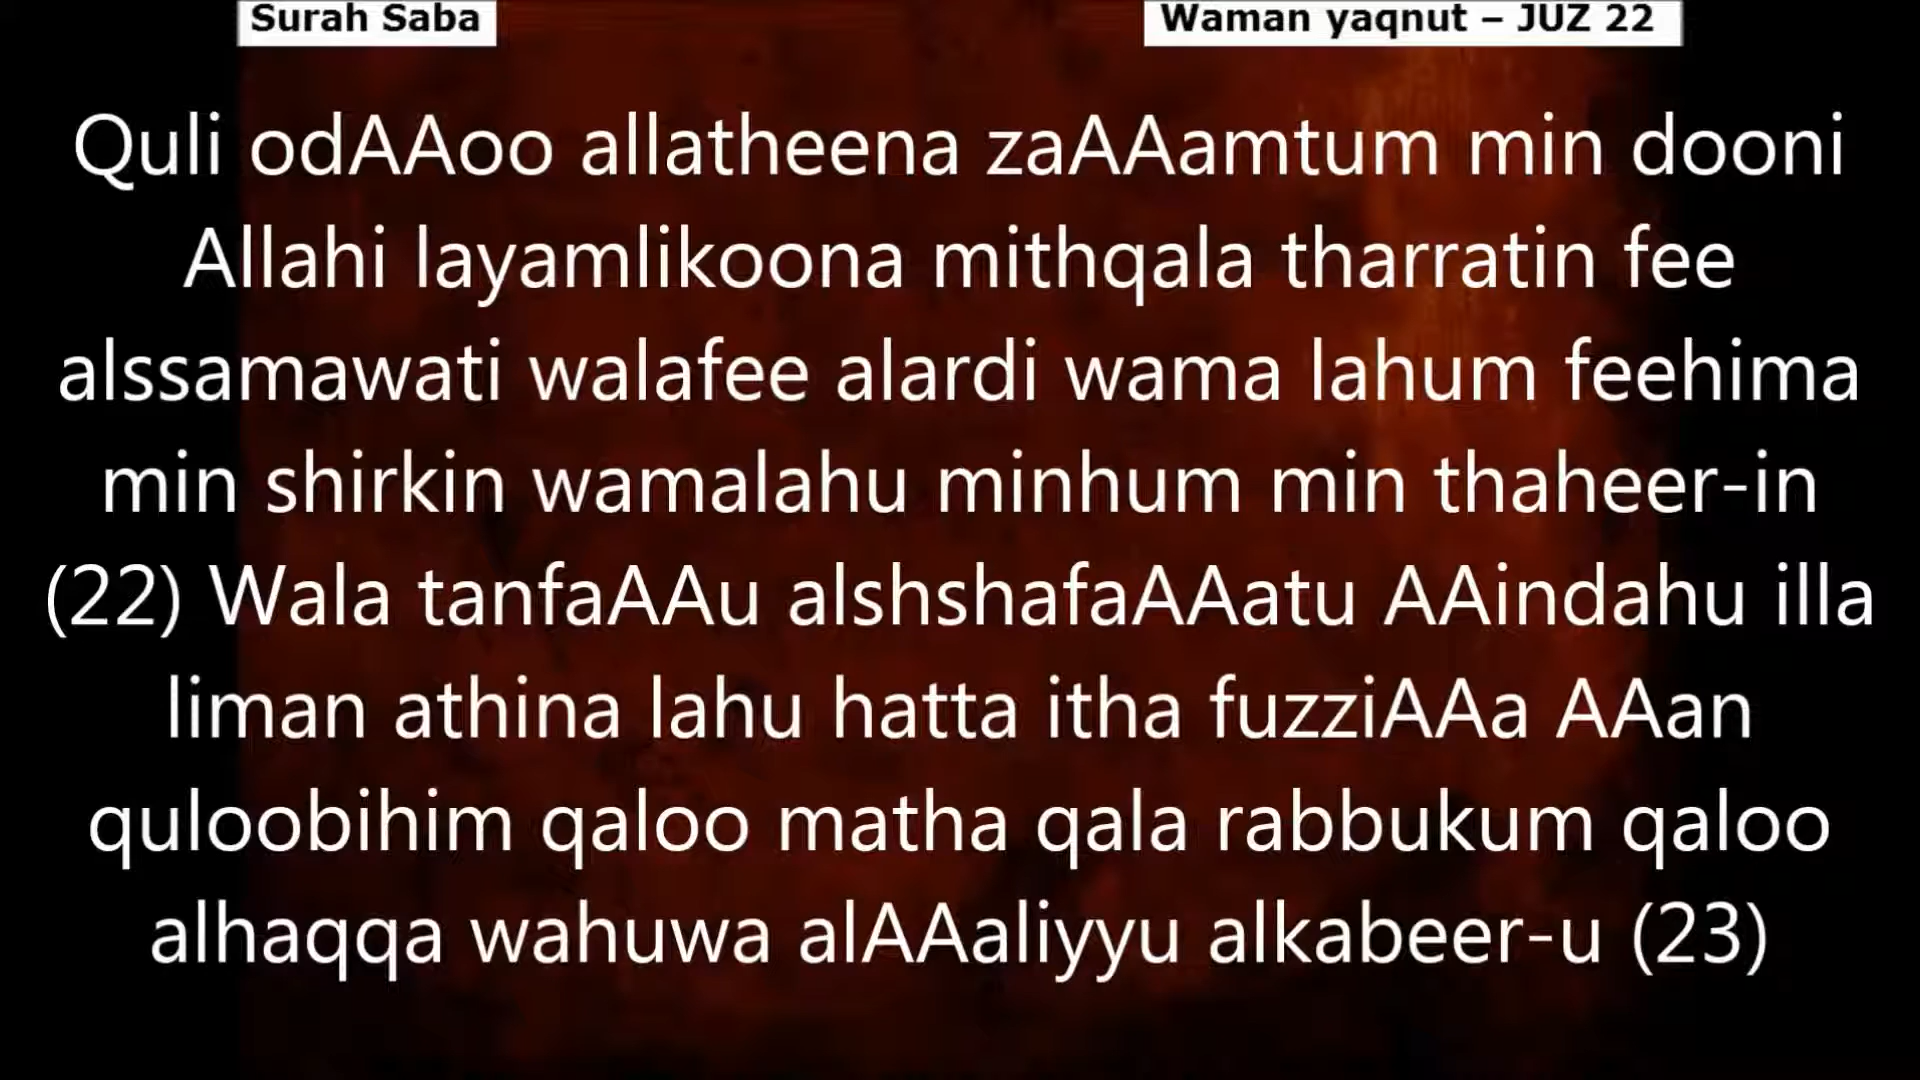 Surah Saba
Waman yaqnut – JUZ 22
Quli odAAoo allatheena zaAAamtum min dooni
Allahi layamlikoona mithqala tharratin fee
alssamawati walafee alardi wama lahum feehima
min shirkin wamalahu minhum min thaheer-in
(22) Wala tanfaAAu alshshafaAAatu AAindahu illa
liman athina lahu hatta itha fuzziAAa AAan
quloobihim qaloo matha qala rabbukum qaloo
alhaqqa wahuwa alAAaliyyu alkabeer-u (23)